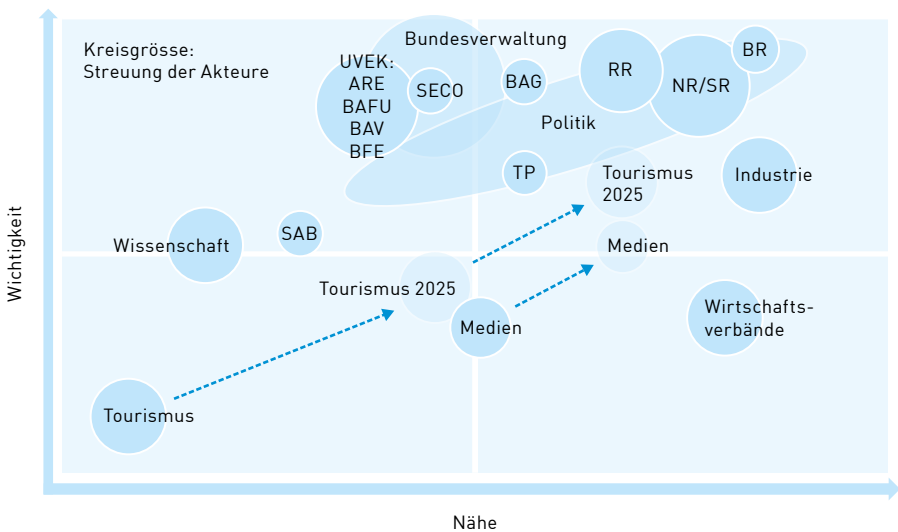 Kreisgrösse:
Streuung der Akteure
Bundesverwaltung
UVEK:
ARE
BAFU
BAV
BFE
SECO
BAG
RR
NR/SR
BR
Politik
TP
Tourismus
2025
Industrie
Wissenschaft
SAB
Medien
Tourismus 2025
Medien
Wirtschafts-
verbände
Tourismus
Wichtigkeit
Nähe